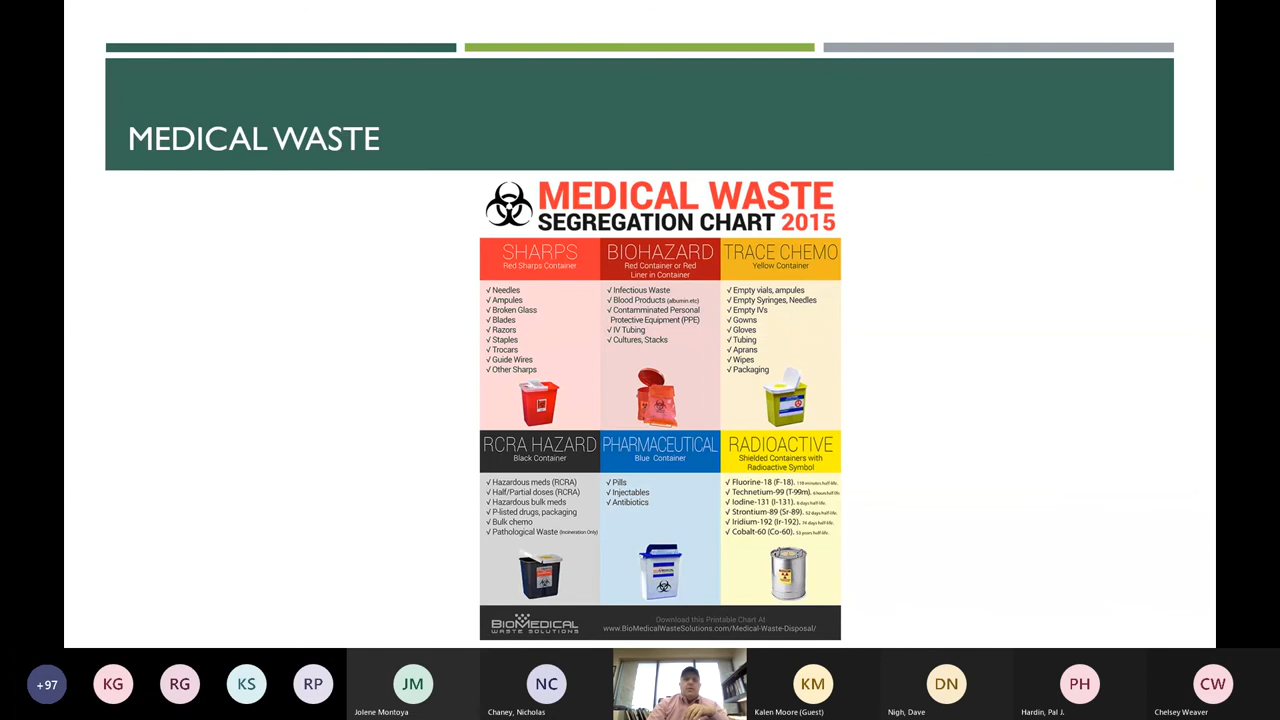 MEDICAL WASTE
MEDICAL WASTE
SEGREGATION CHART 2015
SHARPS
Red Sharps Container
√ Needles
√ Ampules
√ Broken Glass
√ Blades
√ Razors
√ Staples
√ Trocars
√ Guide Wires
√ Other Sharps
BIOHAZARD
Red Container or Red
Liner in Container
√ Infectious Waste
√ Blood Products (albumin.etc)
√ Contamminated Personal
Protective Equipment (PPE)
√ IV Tubing
√ Cultures, Stacks
TRACE CHEMO
Yellow Container
√ Empty vials, ampules
√ Empty Syringes, Needles
√ Empty IVs
√ Gowns
√ Gloves
√ Tubing
√ Aprans
√ Wipes
√ Packaging
RCRA HAZARD
Black Container
√ Hazardous meds (RCRA)
√ Half/Partial doses (RCRA)
√ Hazardous bulk meds
√ P-listed drugs, packaging
√ Bulk chemo
√ Pathological Waste (Incineration Only)
PHARMACEUTICAL
Blue Container
√ Pills
√ Injectables
√ Antibiotics
RADIOACTIVE
Shielded Containers with
Radioactive Symbol
√ Fluorine-18 (F-18). 110 minutes half-life.
√ Technetium-99 (T-99m). 6 hours half life.
√ Iodine-131 (I-131). 8 days half-life.
√ Strontium-89 (Sr-89). 52 days half-life.
√ Iridium-192 (Ir-192). 74 days half-life.
√ Cobalt-60 (Co-60). 53 years half-life.
BIOMEDICAL
WASTE SOLUTIONS
Download this Printable Chart At
www.BioMedicalWasteSolutions.com/Medical-Waste-Disposal/
+97
KG
RG
KS
RP
JM
Jolene Montoya
NC
Chaney, Nicholas
KM
Kalen Moore (Guest)
DN
Nigh, Dave
PH
Hardin, Pal J.
CW
Chelsey Weaver